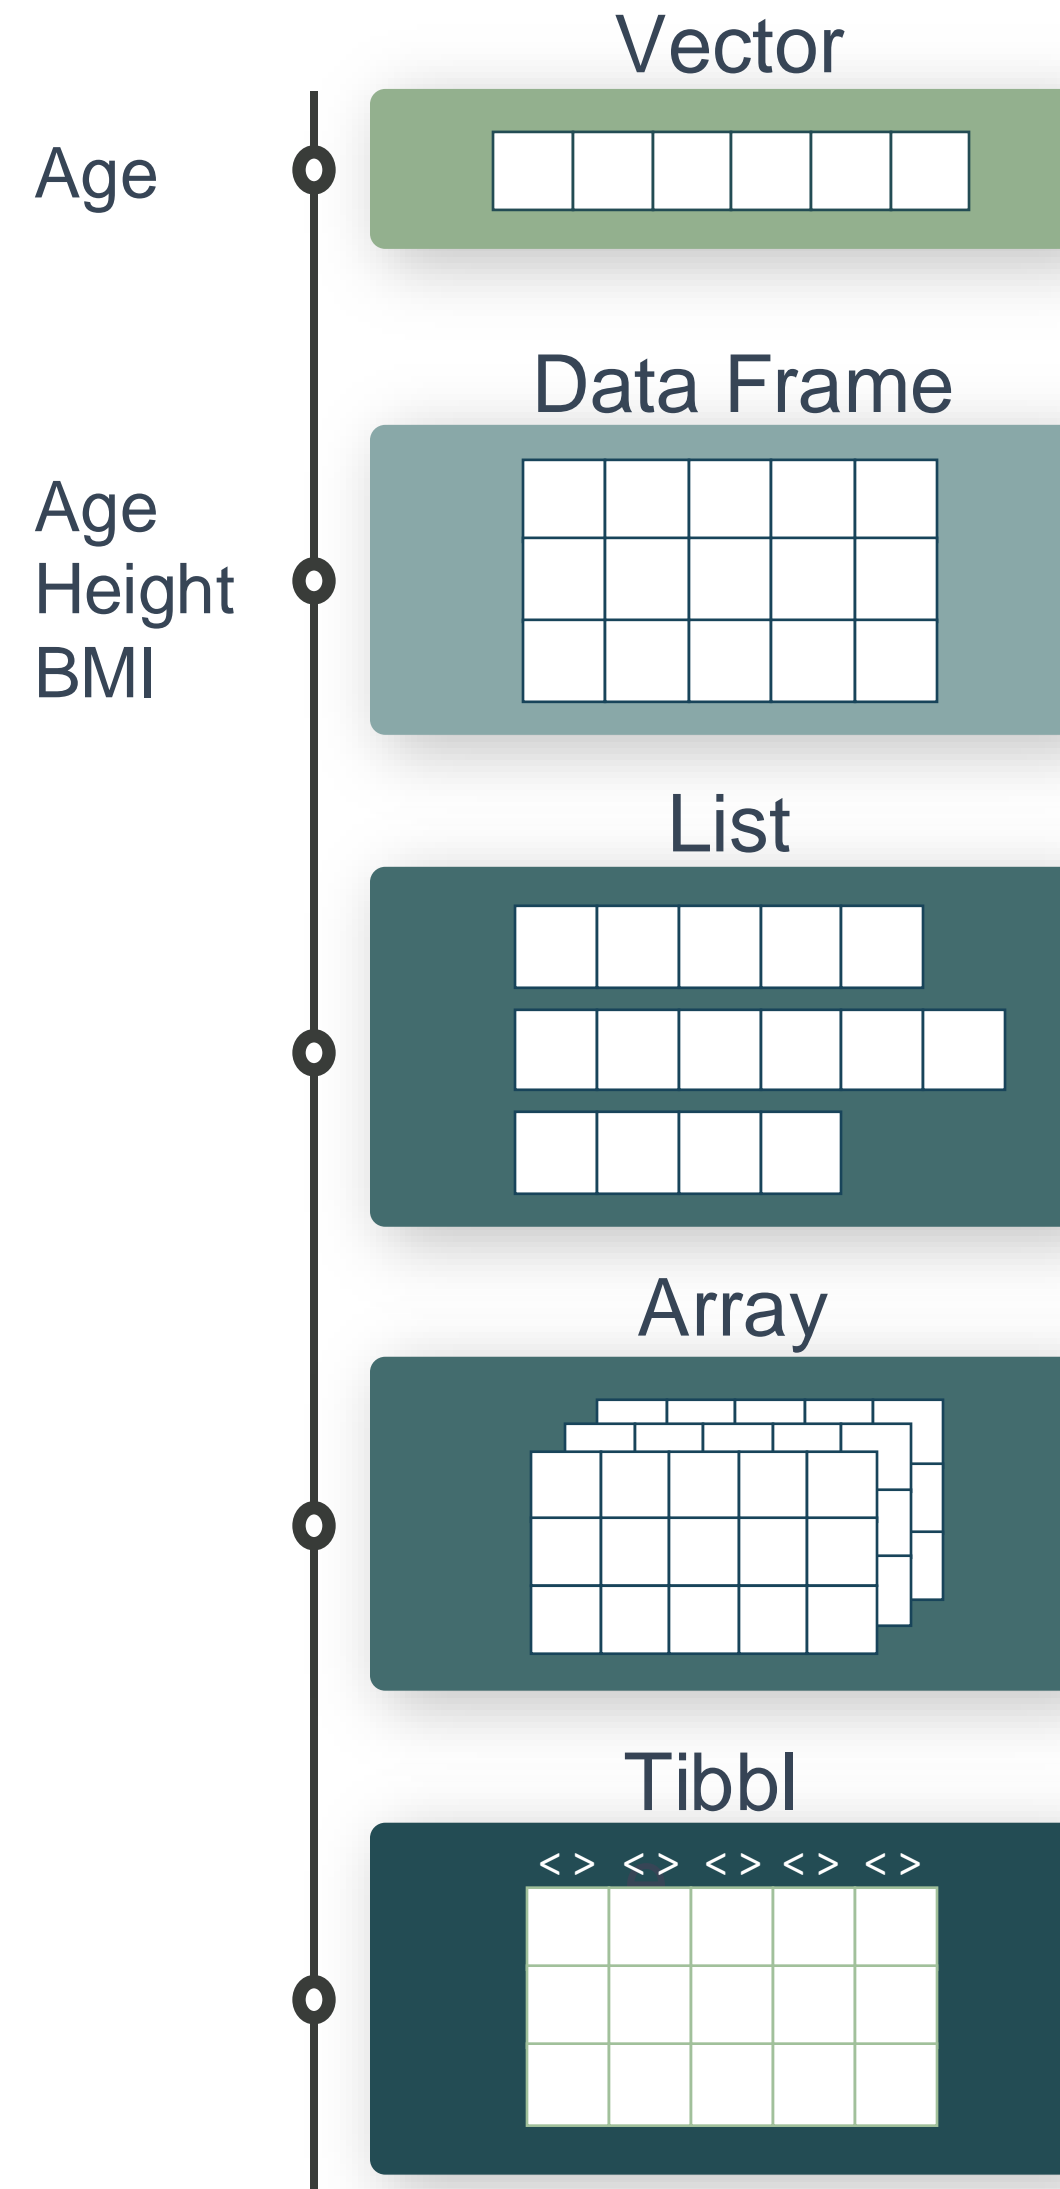 Vector
Age
Data Frame
Age
Height
BMI
List
Array
Tibbl
< > < > < > < > < >